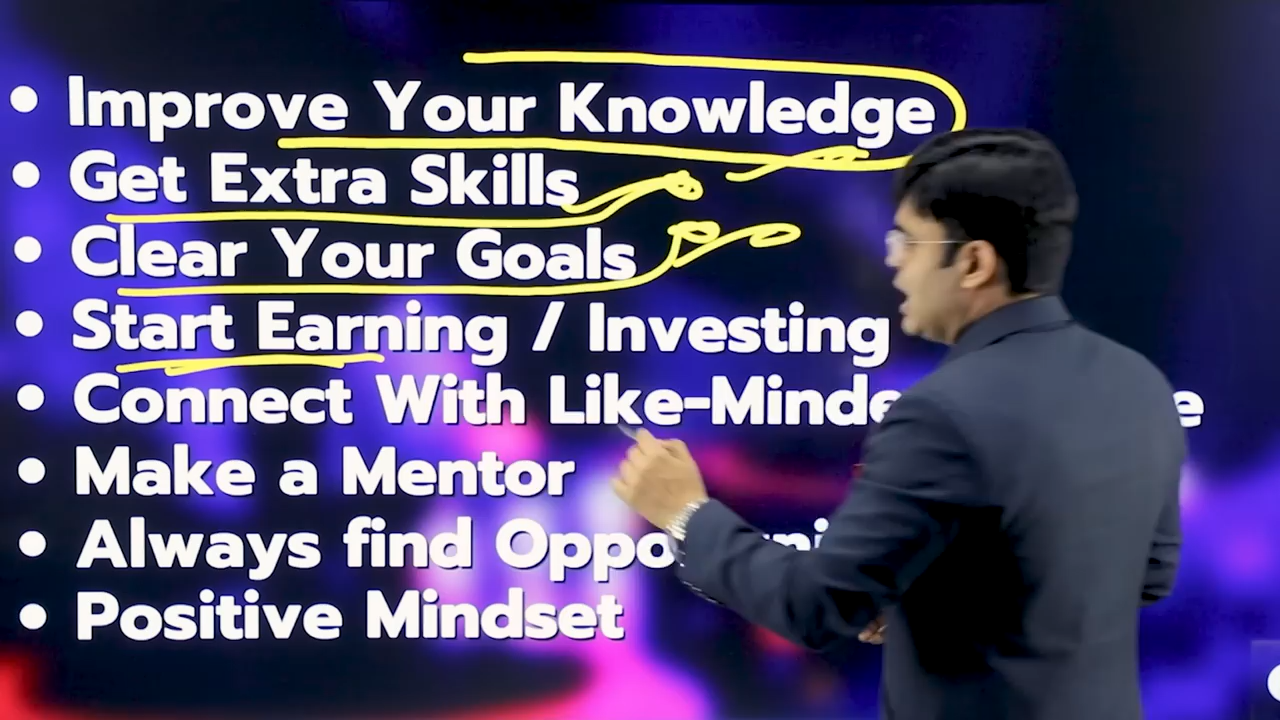 • Improve Your Knowledge
• Get Extra Skills
• Clear Your Goals
• Start Earning / Investing
• Connect With
• Make a Mentor
• Always find
• Positive Mindset